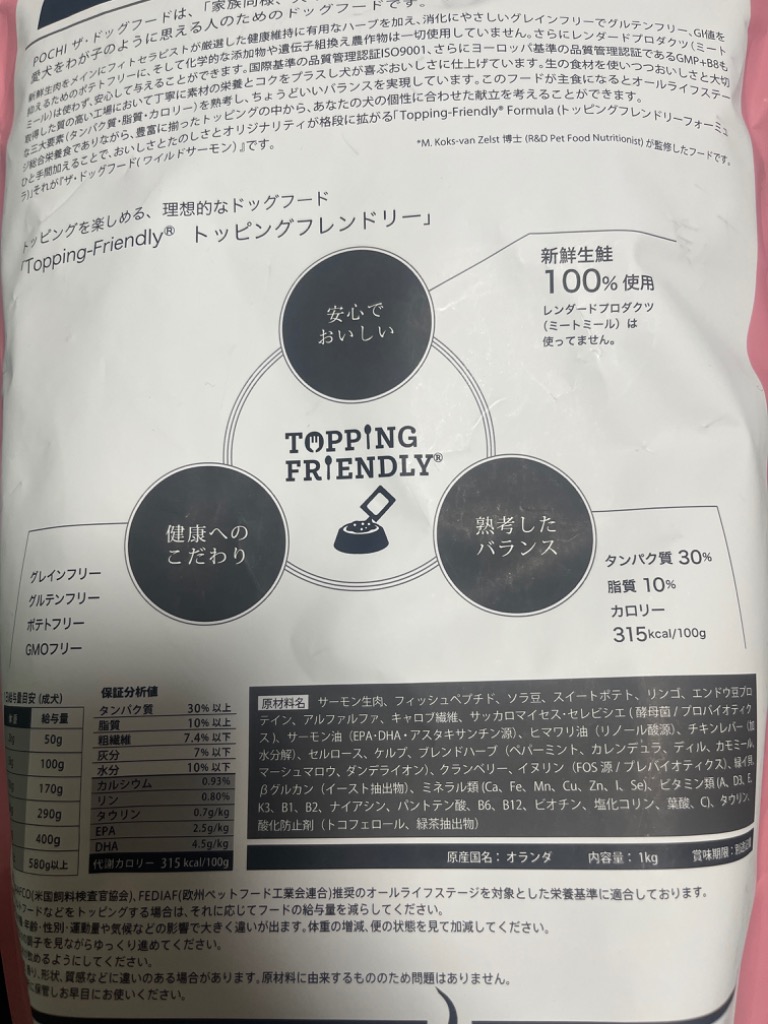 POCHI ザ・ドッグフードは、「家族同様、
愛犬をわが子のように思える人のためのドッグフードです。
新鮮生肉をメインにフィトセラピストが厳選した健康維持に有用なハーブを加え、消化にやさしいグレインフリーでグルテンフリー、GI値を
抑えるためのポテトフリーに、そして化学的な添加物や遺伝子組換え農作物は一切使用していません。さらにレンダードプロダクツ（ミート
ミール）は使わず、安心して与えることができます。国際基準の品質管理認証ISO9001、さらにヨーロッパ基準の品質管理認証であるGMP+B8も
取得した質の高い工場において丁寧に素材の栄養とコクをプラスし犬が喜ぶおいしさに仕上げています。生の食材を使いつつおいしさと大切
な三大要素（タンパク質・脂質・カロリー）を熟考し、ちょうどいいバランスを実現しています。このフードが主食になるとオールライフステー
ジ総合栄養食でありながら、豊富に揃ったトッピングの中から、あなたの犬の個性に合わせた献立を考えることができます。
ひと手間加えることで、おいしさとたのしさとオリジナリティが格段に拡がる「Topping-Friendly® Formula (トッピングフレンドリーフォーミュ
ラ)」それが『ザ・ドッグフード(ワイルドサーモン)』です。
*M. Koks-van Zelst 博士 (R&D Pet Food Nutritionist) が監修したフードです。
トッピングを楽しめる、理想的なドッグフード
「Topping-Friendly® トッピングフレンドリー」
新鮮生鮭
100% 使用
レンダードプロダクツ
（ミートミール）は
使ってません。
安心で
おいしい
TOPPING
FRIENDLY®
健康への
こだわり
熟考した
バランス
グレインフリー
グルテンフリー
ポテトフリー
GMOフリー
タンパク質 30%
脂質 10%
カロリー
315kcal/100g
給与量目安（成犬）
給与量
50g
100g
170g
290g
400g
580g以上
保証分析値
タンパク質 30%以上
脂質 10%以上
粗繊維 7.4%以下
灰分 7%以下
水分 10%以下
カルシウム 0.93%
リン 0.80%
タウリン 0.7g/kg
EPA 2.5g/kg
DHA 4.5g/kg
代謝カロリー 315 kcal/100g
原材料名 サーモン生肉、フィッシュペプチド、ソラ豆、スイートポテト、リンゴ、エンドウ豆プロ
テイン、アルファルファ、キャロブ繊維、サッカロマイセス・セレビシエ（酵母菌 / プロバイオティク
ス）、サーモン油（EPA・DHA・アスタキサンチン源）、ヒマワリ油（リノール酸源）、チキンレバー（加
水分解）、セルロース、ケルプ、ブレンドハーブ（ペパーミント、カレンデュラ、ディル、カモミール、
マーシュマロウ、ダンデライオン）、クランベリー、イヌリン（FOS 源 / プレバイオティクス）、緑イ貝、
βグルカン（イースト抽出物）、ミネラル類 (Ca, Fe, Mn, Cu, Zn, I, Se)、ビタミン類 (A, D3, E,
K3, B1, B2、ナイアシン、パントテン酸、B6, B12、ビオチン、塩化コリン、葉酸、C)、タウリン、
酸化防止剤（トコフェロール、緑茶抽出物）
原産国名：オランダ 内容量：1kg 賞味期限：
AFCO(米国飼料検査官協会)、FEDIAF(欧州ペットフード工業会連合)推奨のオールライフステージを対象とした栄養基準に適合しております。
フードなどをトッピングする場合は、それに応じてフードの給与量を減らしてください。
年齢・性別・運動量や気候などの影響で大きく違いが出ます。体重の増減、便の状態を見て加減してください。
様子を見ながらゆっくり進めてください。
めるようにしてください。
香り、形状、質感などに違いのある場合があります。原材料に由来するもののため問題はありません。
に保管しお早目にお使いください。